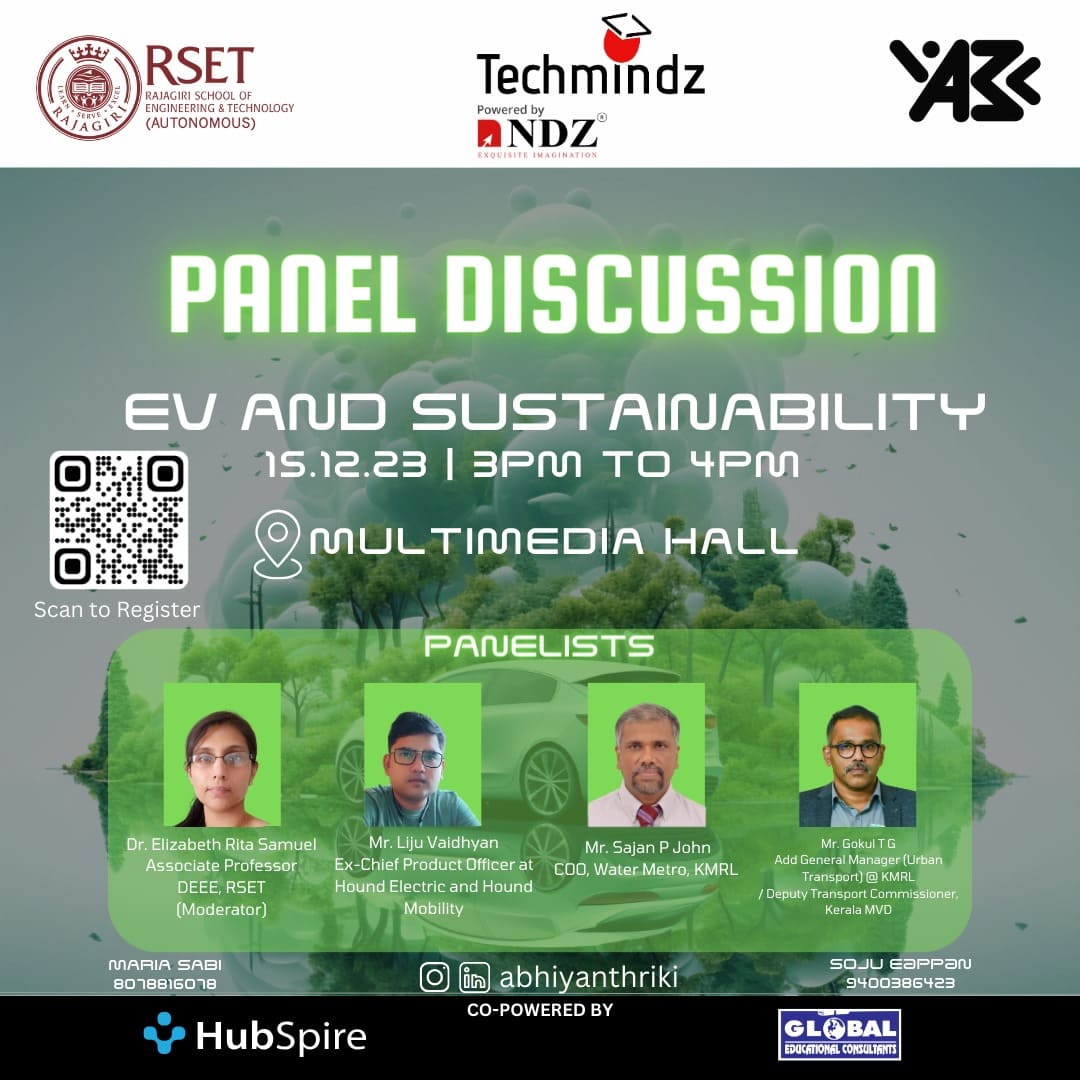 RSET
RAJAGIRI SCHOOL OF
ENGINEERING & TECHNOLOGY
(AUTONOMOUS)
LEARN · SERVE · EXCEL
RAJAGIRI
Techmindz
Powered by
NDZ®
EXQUISITE IMAGINATION
PANEL DISCUSSION
EV AND SUSTAINABILITY
15.12.23 | 3PM TO 4PM
MULTIMEDIA HALL
Scan to Register
PANELISTS
Dr. Elizabeth Rita Samuel
Associate Professor
DEEE, RSET
(Moderator)
Mr. Liju Vaidhyan
Ex-Chief Product Officer at
Hound Electric and Hound
Mobility
Mr. Sajan P John
COO, Water Metro, KMRL
Mr. Gokul T G
Add General Manager (Urban
Transport) @ KMRL
/ Deputy Transport Commissioner,
Kerala MVD
MARIA SABI
8078816078
abhiyanthriki
SOJU EAPPAN
9400386423
CO-POWERED BY
HubSpire
GLOBAL
EDUCATIONAL CONSULTANTS